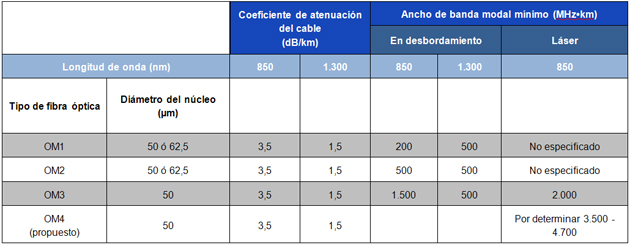 Coeficiente de atenuación
del cable
(dB/km)
Ancho de banda modal mínimo (MHz•km)
En desbordamiento Láser
Longitud de onda (nm) 850 1.300 850 1.300 850
Tipo de fibra óptica Diámetro del núcleo
(µm)
OM1 50 ó 62,5 3,5 1,5 200 500 No especificado
OM2 50 ó 62,5 3,5 1,5 500 500 No especificado
OM3 50 3,5 1,5 1.500 500 2.000
OM4
(propuesto) 50 3,5 1,5 Por determinar 3.500 -
4.700